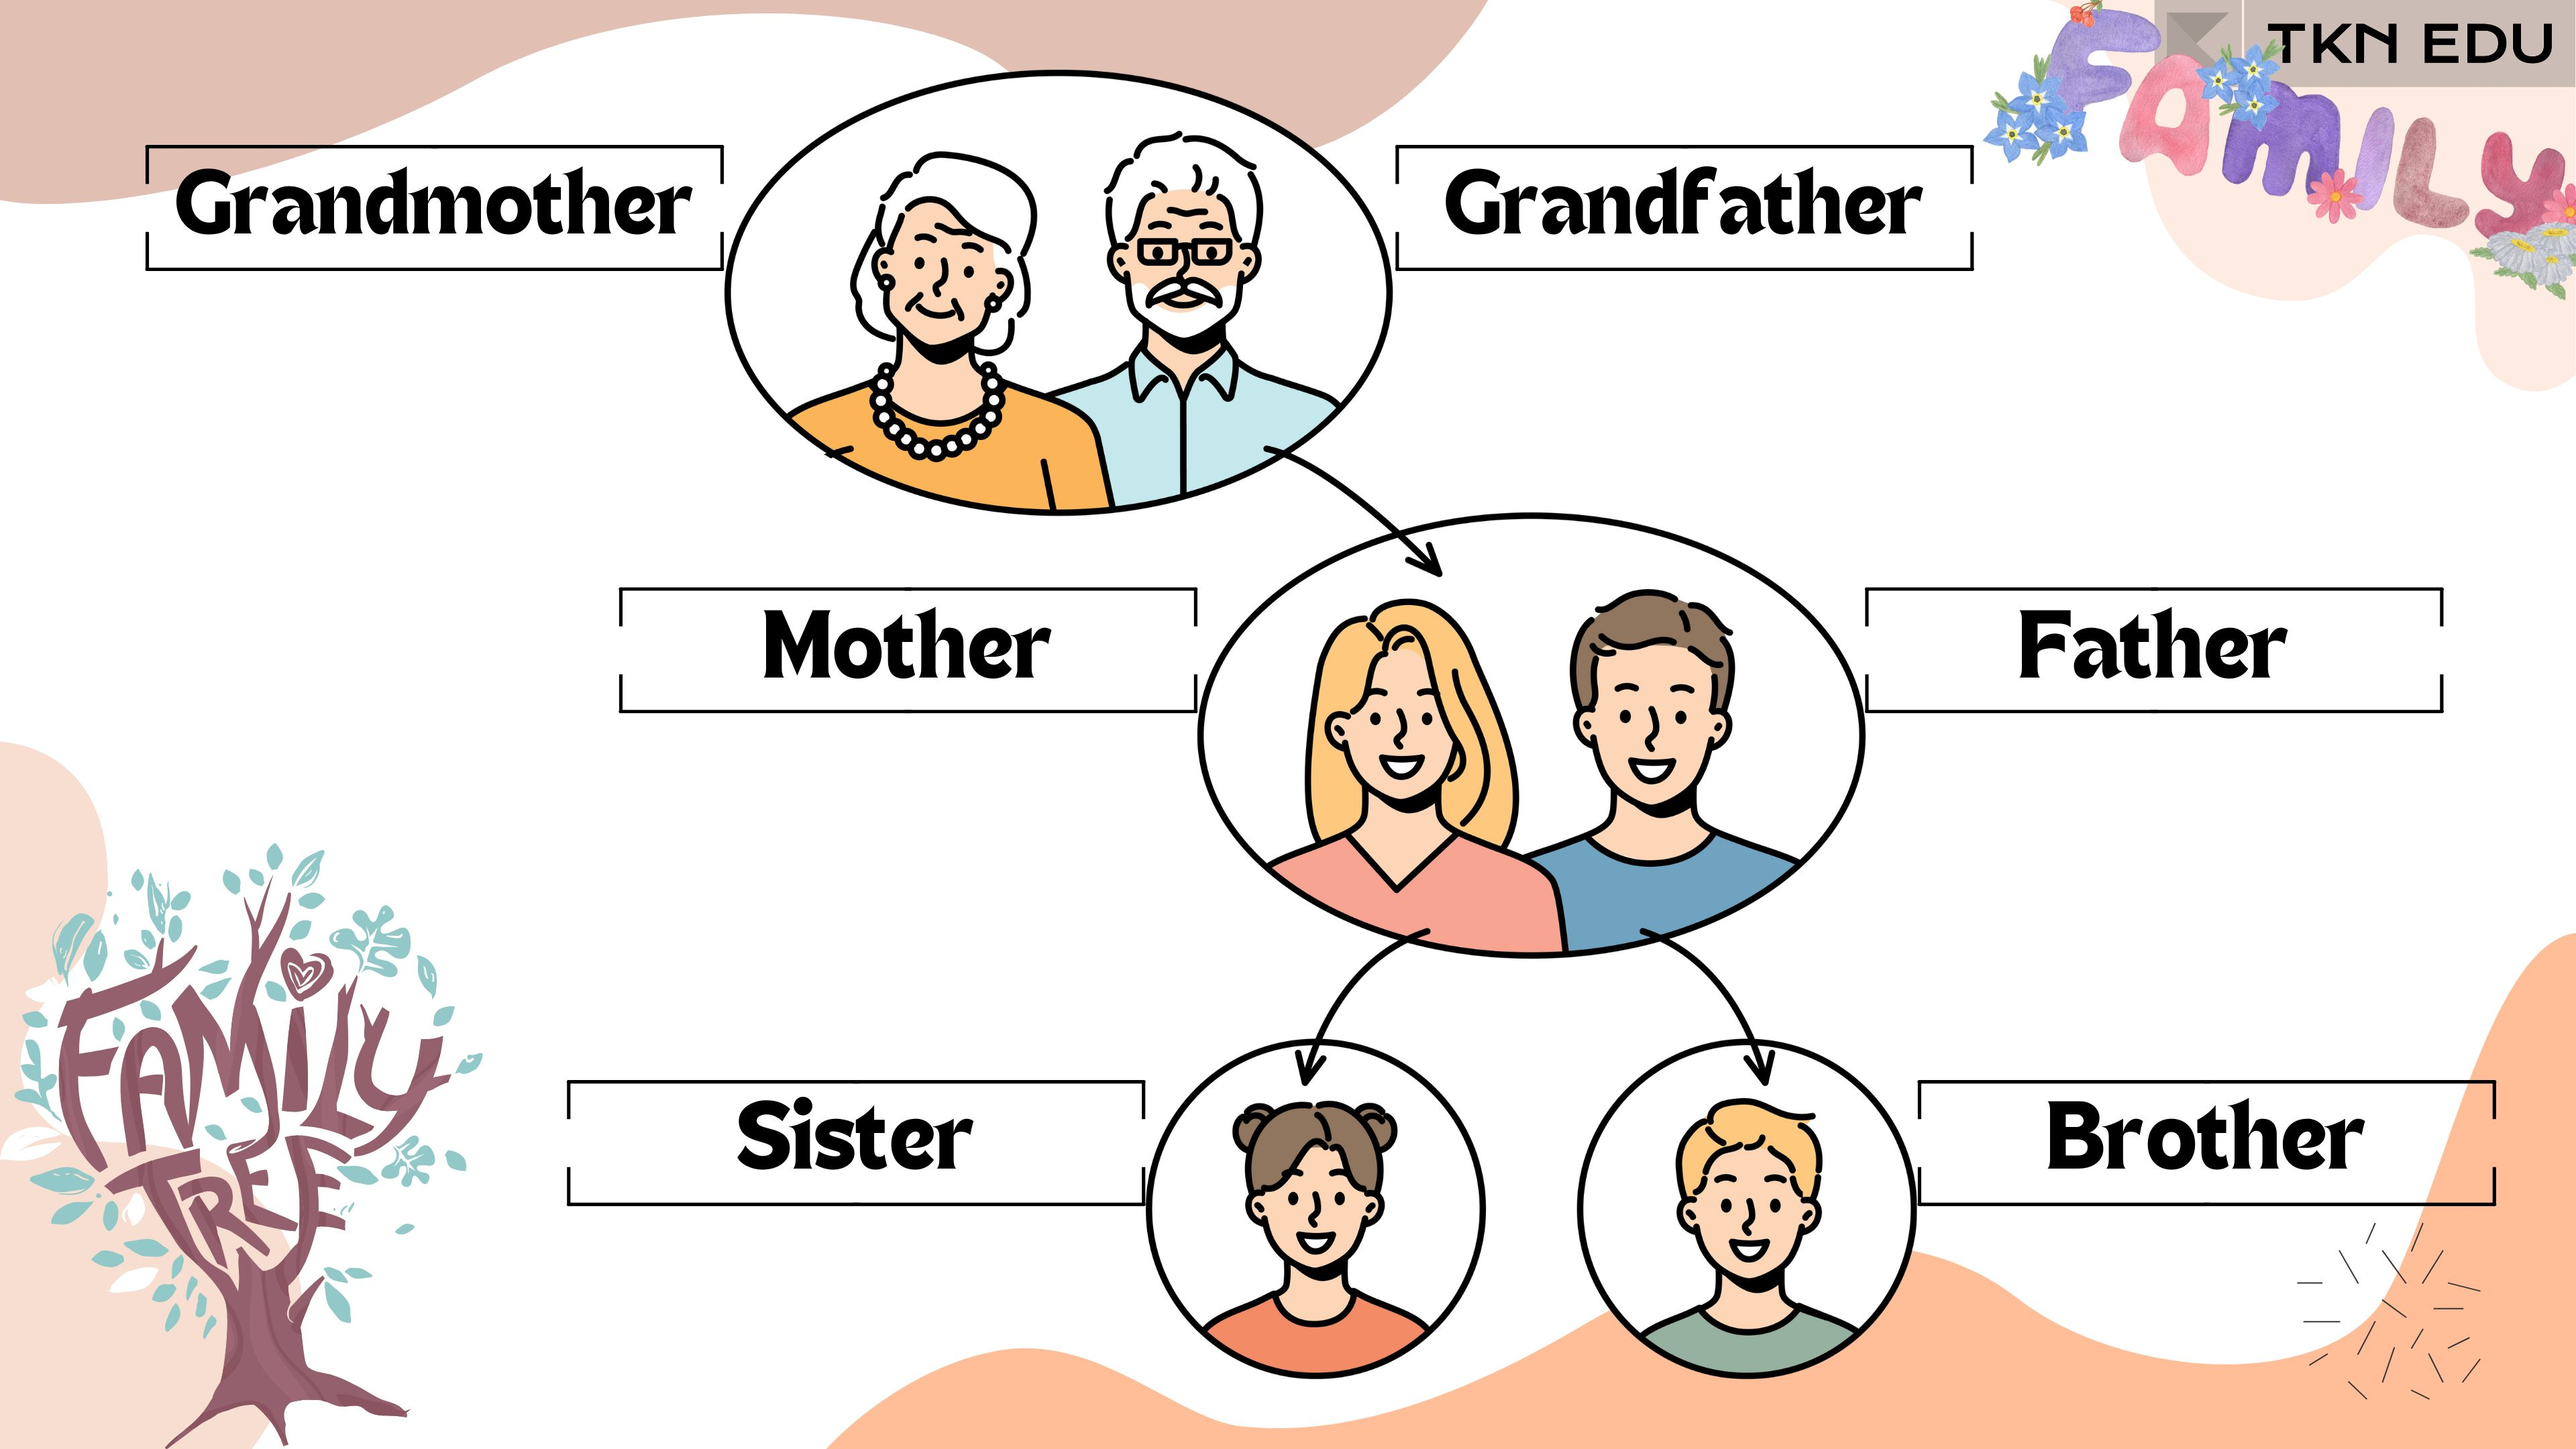 TKN EDU
FAMILY
Grandmother
Grandfather
Mother
Father
FAMILY
TREE
Sister
Brother